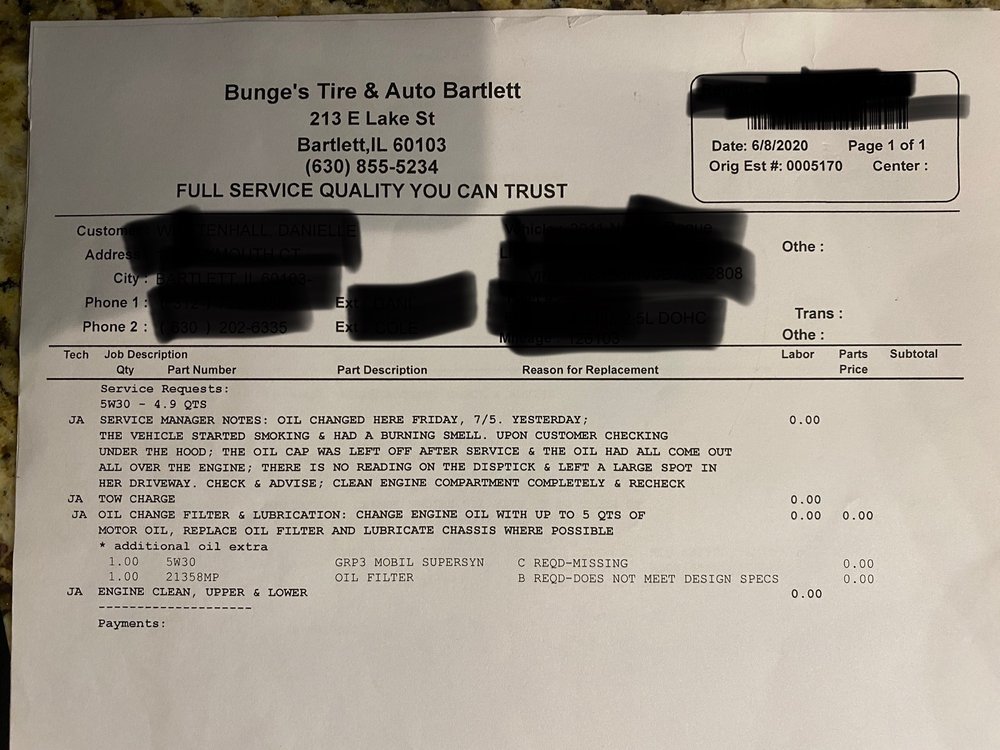 Bunge's Tire & Auto Bartlett
213 E Lake St
Bartlett,IL 60103
(630) 855-5234
FULL SERVICE QUALITY YOU CAN TRUST
Date: 6/8/2020 Page 1 of 1
Orig Est #: 0005170 Center :
Othe :
City :
Phone 1 : Ext
Phone 2 : Ext
Trans :
Othe :
Tech Job Description Labor Parts Subtotal
Qty Part Number Part Description Reason for Replacement Price
Service Requests:
5W30 - 4.9 QTS
JA SERVICE MANAGER NOTES: OIL CHANGED HERE FRIDAY, 7/5. YESTERDAY; 0.00
THE VEHICLE STARTED SMOKING & HAD A BURNING SMELL. UPON CUSTOMER CHECKING
UNDER THE HOOD; THE OIL CAP WAS LEFT OFF AFTER SERVICE & THE OIL HAD ALL COME OUT
ALL OVER THE ENGINE; THERE IS NO READING ON THE DISPTICK & LEFT A LARGE SPOT IN
HER DRIVEWAY. CHECK & ADVISE; CLEAN ENGINE COMPARTMENT COMPLETELY & RECHECK
JA TOW CHARGE 0.00
JA OIL CHANGE FILTER & LUBRICATION: CHANGE ENGINE OIL WITH UP TO 5 QTS OF 0.00 0.00
MOTOR OIL, REPLACE OIL FILTER AND LUBRICATE CHASSIS WHERE POSSIBLE
* additional oil extra
1.00 5W30 GRP3 MOBIL SUPERSYN C REQD-MISSING 0.00
1.00 21358MP OIL FILTER B REQD-DOES NOT MEET DESIGN SPECS 0.00
JA ENGINE CLEAN, UPPER & LOWER 0.00
--------------------
Payments: